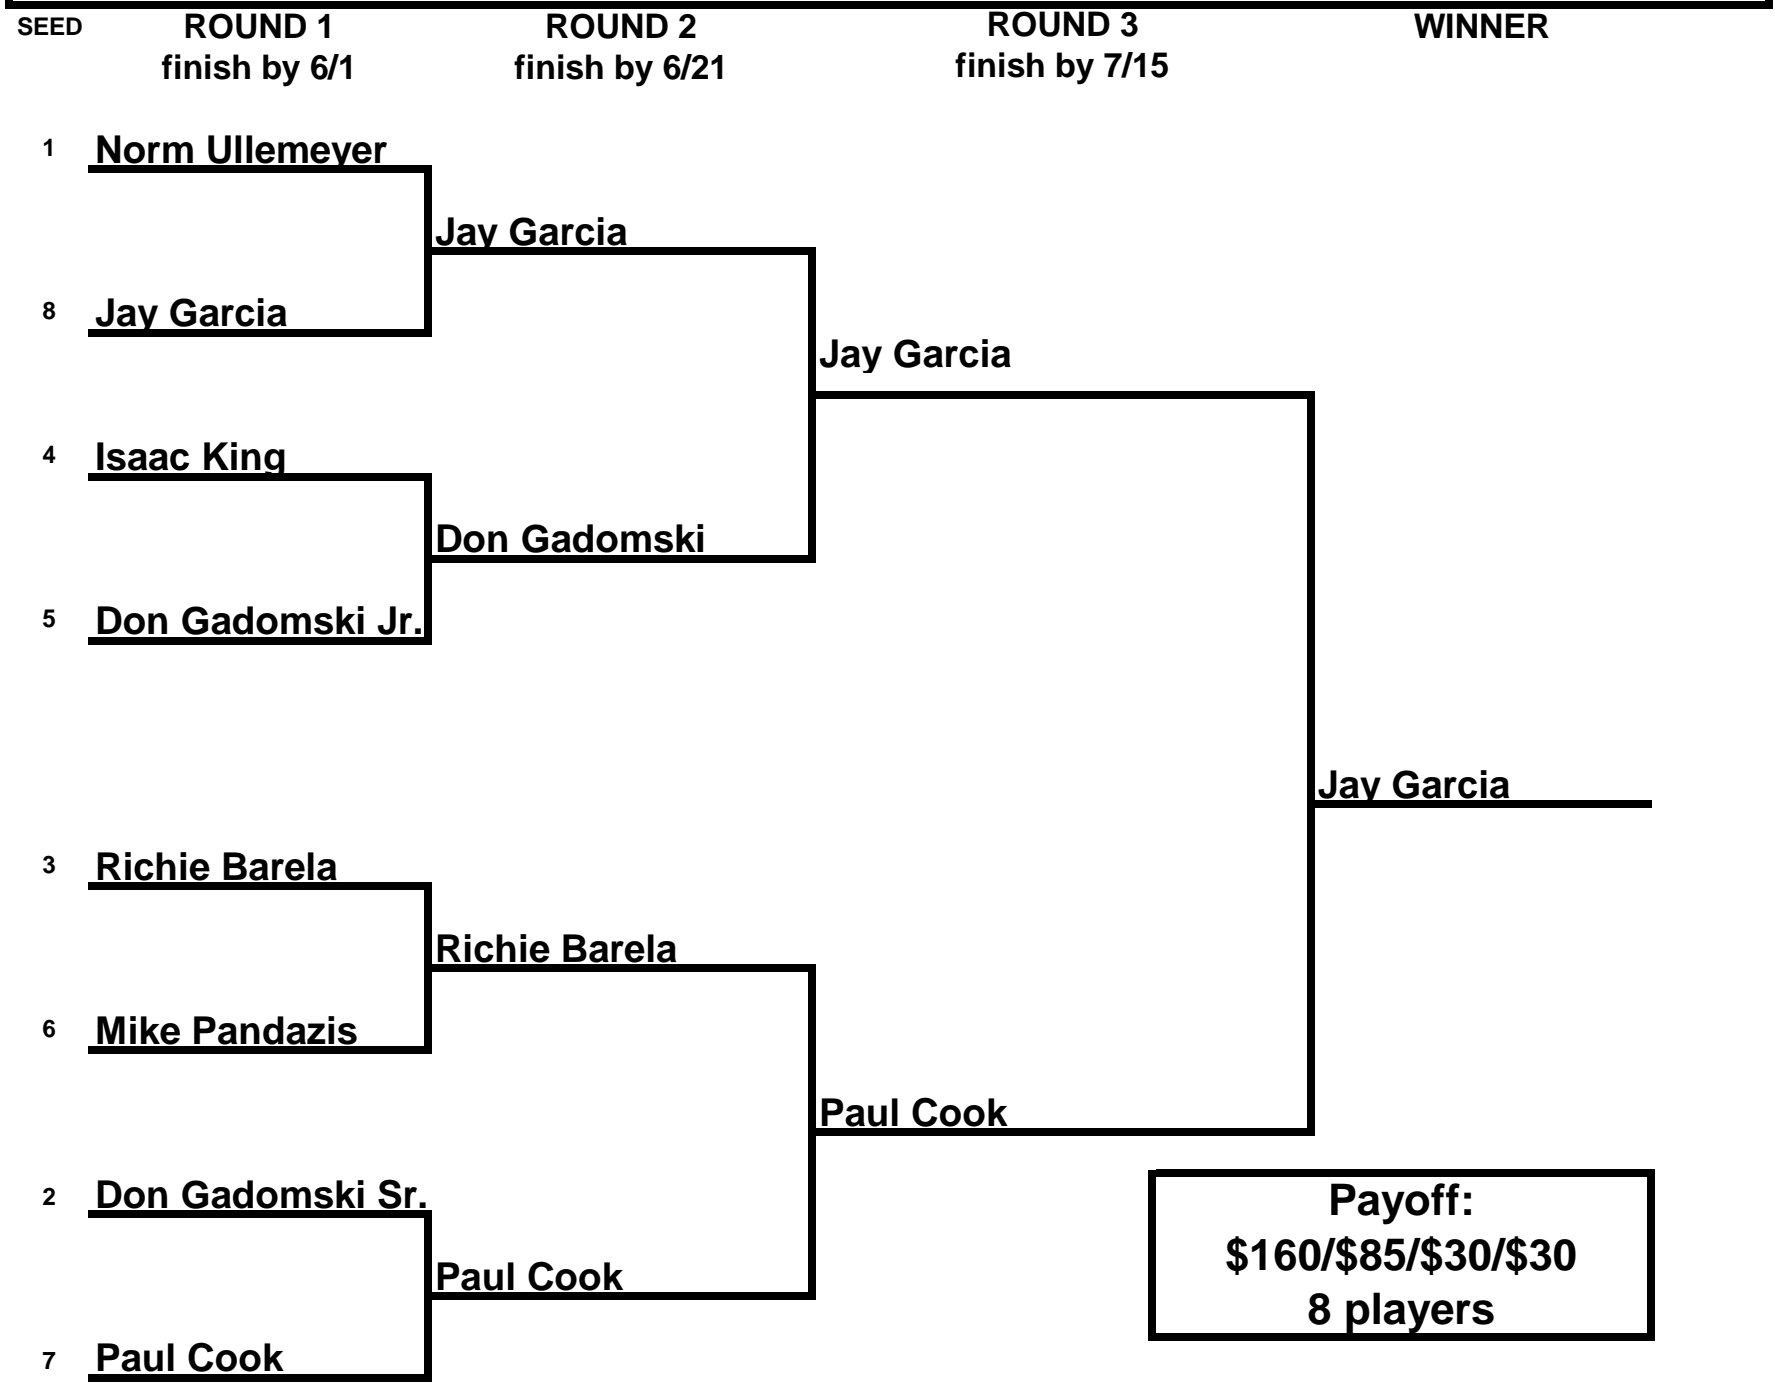 SEED ROUND 1 ROUND 2 ROUND 3 WINNER
finish by 6/1 finish by 6/21 finish by 7/15
1 Norm Ullemeyer
Jay Garcia
8 Jay Garcia
Jay Garcia
4 Isaac King
Don Gadomski
5 Don Gadomski Jr.
Jay Garcia
3 Richie Barela
Richie Barela
6 Mike Pandazis
Paul Cook
2 Don Gadomski Sr.
Paul Cook
7 Paul Cook
Payoff:
$160/$85/$30/$30
8 players